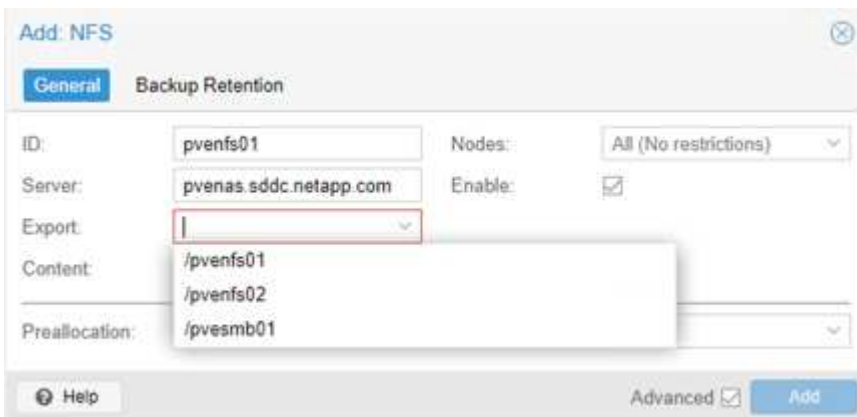 Add: NFS
General Backup Retention
ID: pvenfs01 Nodes: All (No restrictions)
Server: pvenas.sddc.netapp.com Enable:
Export:
/pvenfs01
Content:
/pvenfs02
/pvesmb01
Preallocation:
Help Advanced Add